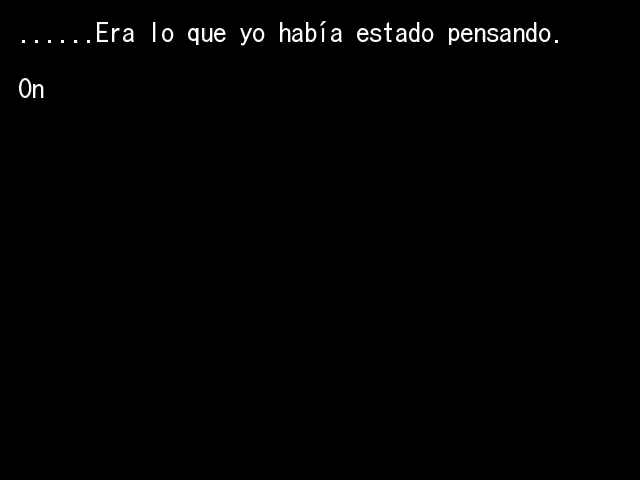 ......Era lo que yo había estado pensando.
On